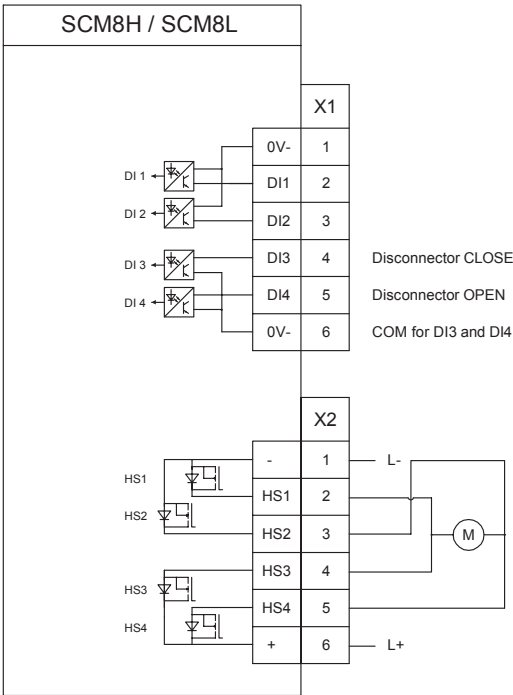 SCM8H / SCM8L
X1
0V- 1
DI 1 DI1 2
DI 2 DI2 3
DI 3 DI3 4 Disconnector CLOSE
DI 4 DI4 5 Disconnector OPEN
0V- 6 COM for DI3 and DI4
X2
- 1 L-
HS1 HS1 2
HS2 HS2 3 M
HS3 HS3 4
HS4 HS4 5
+ 6 L+